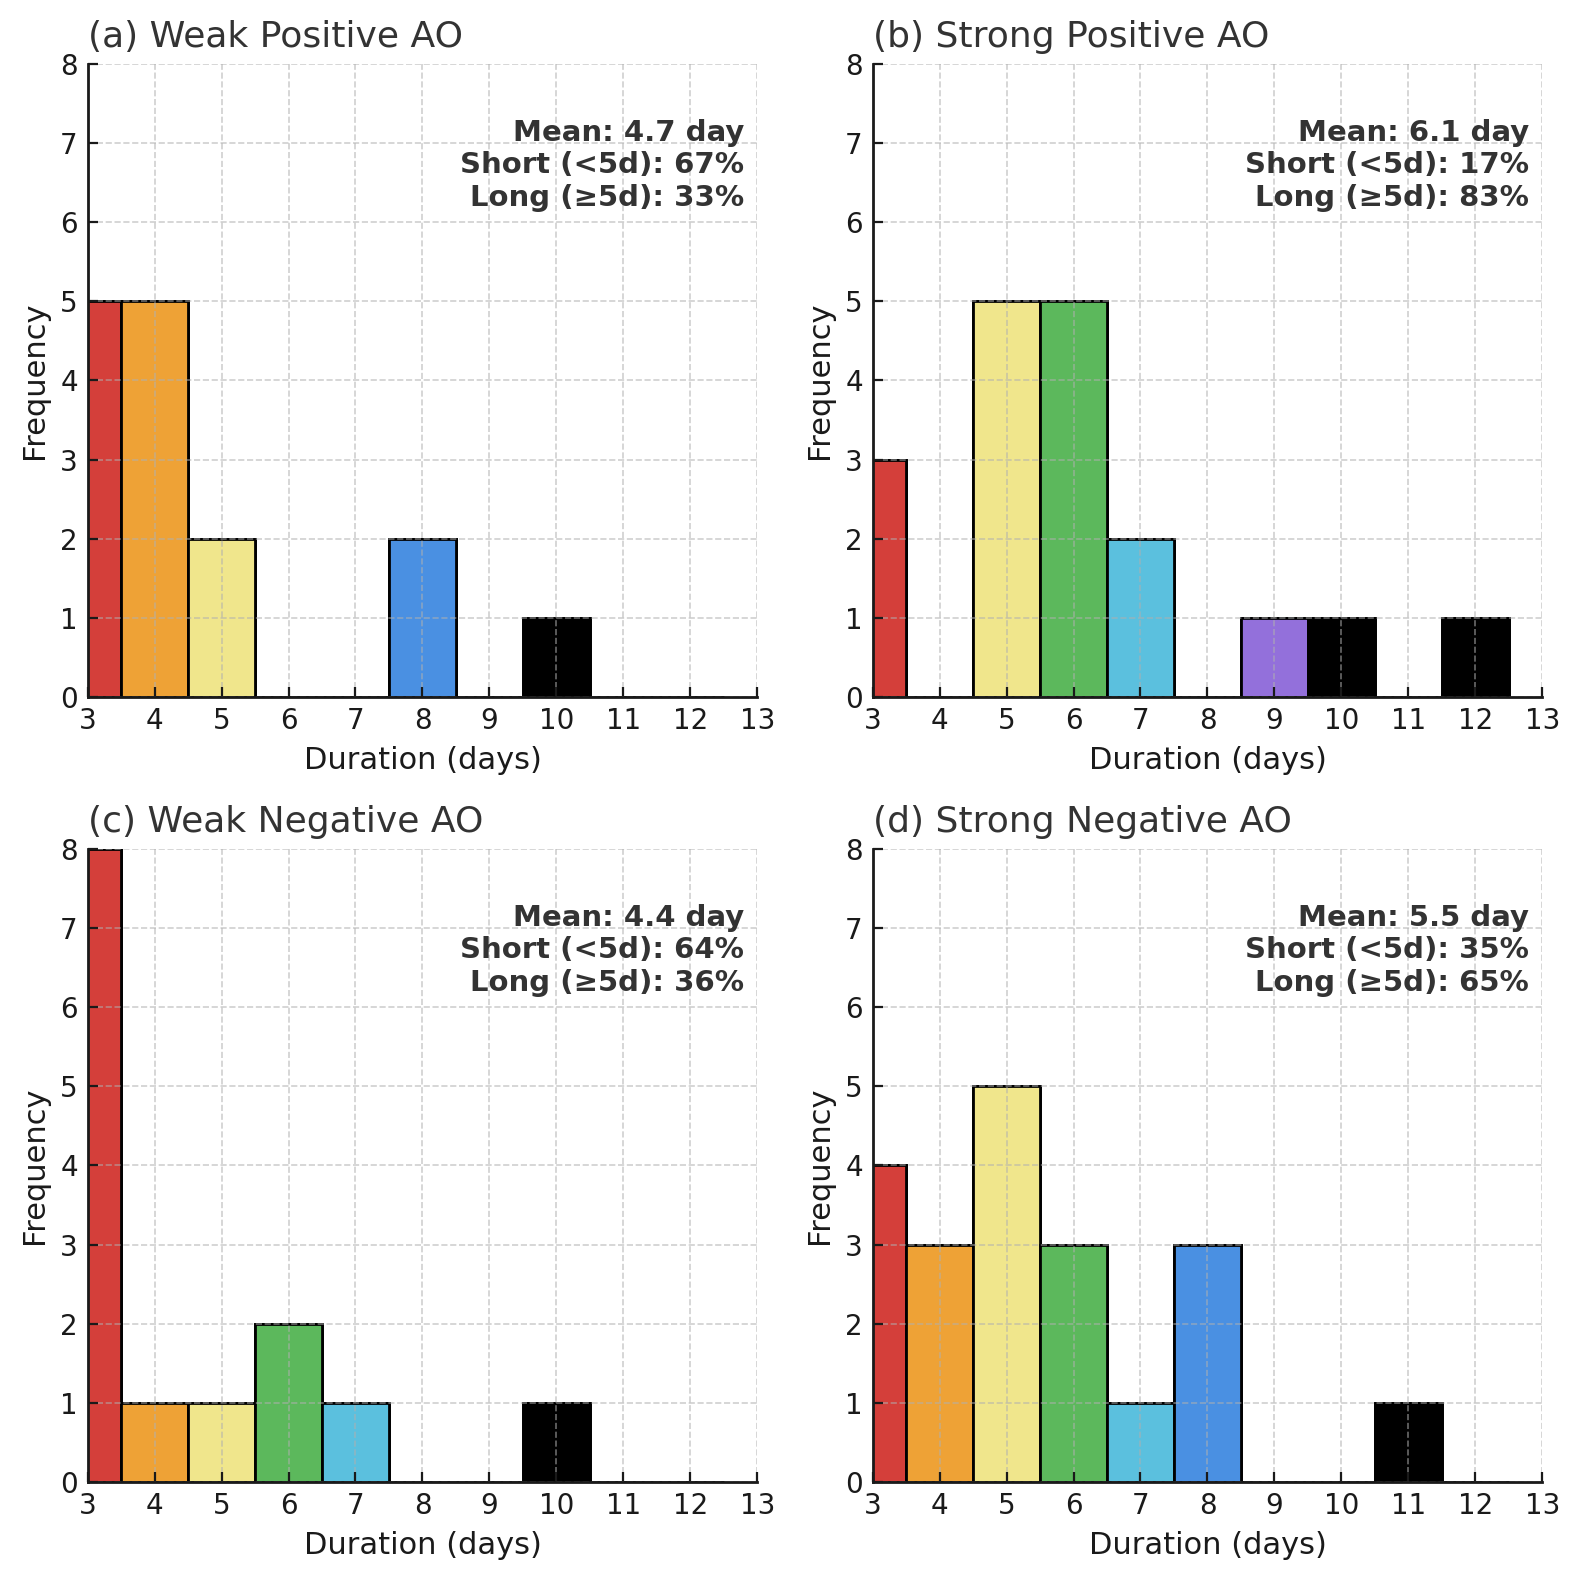 (a) Weak Positive AO
Mean: 4.7 day
Short (<5d): 67%
Long (≥5d): 33%
Frequency
8
7
6
5
4
3
2
1
0
3 4 5 6 7 8 9 10 11 12 13
Duration (days)
(b) Strong Positive AO
Mean: 6.1 day
Short (<5d): 17%
Long (≥5d): 83%
Frequency
8
7
6
5
4
3
2
1
0
3 4 5 6 7 8 9 10 11 12 13
Duration (days)
(c) Weak Negative AO
Mean: 4.4 day
Short (<5d): 64%
Long (≥5d): 36%
Frequency
8
7
6
5
4
3
2
1
0
3 4 5 6 7 8 9 10 11 12 13
Duration (days)
(d) Strong Negative AO
Mean: 5.5 day
Short (<5d): 35%
Long (≥5d): 65%
Frequency
8
7
6
5
4
3
2
1
0
3 4 5 6 7 8 9 10 11 12 13
Duration (days)